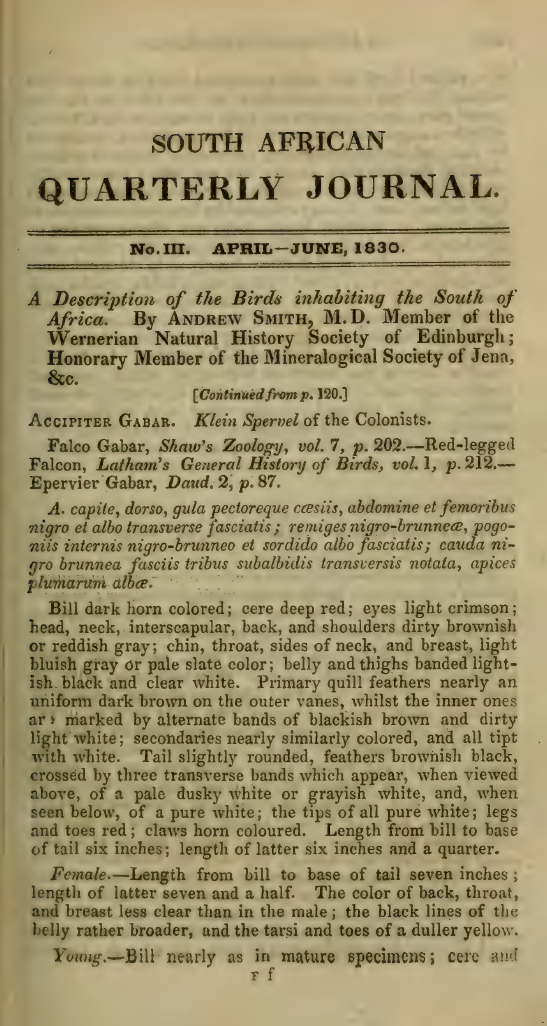 SOUTH AFRICAN
QUARTERLY JOURNAL.
No. III. APRIL—JUNE, 1830.
A Description of the Birds inhabiting the South of
Africa. By ANDREW SMITH, M. D. Member of the
Wernerian Natural History Society of Edinburgh;
Honorary Member of the Mineralogical Society of Jena,
&c.
[Continued from p. 120.]
ACCIPITER GABAR. Klein Spervel of the Colonists.
Falco Gabar, Shaw's Zoology, vol. 7, p. 202.—Red-legged
Falcon, Latham's General History of Birds, vol. 1, p. 212.—
Epervier Gabar, Daud. 2, p. 87.
A. capite, dorso, gula pectoreque cæsiis, abdomine et femoribus
nigro et albo transverse fasciatis; remiges nigro-brunneæ, pogo-
niis internis nigro-brunneo et sordido albo fasciatis; cauda ni-
gro brunnea fasciis tribus subalbidis transversis notata, apices
plumarum albæ.
Bill dark horn colored; cere deep red; eyes light crimson;
head, neck, interscapular, back, and shoulders dirty brownish
or reddish gray; chin, throat, sides of neck, and breast, light
bluish gray or pale slate color; belly and thighs banded light-
ish black and clear white. Primary quill feathers nearly an
uniform dark brown on the outer vanes, whilst the inner ones
ar marked by alternate bands of blackish brown and dirty
light white; secondaries nearly similarly colored, and all tipt
with white. Tail slightly rounded, feathers brownish black,
crossed by three transverse bands which appear, when viewed
above, of a pale dusky white or grayish white, and, when
seen below, of a pure white; the tips of all pure white; legs
and toes red; claws horn coloured. Length from bill to base
of tail six inches; length of latter six inches and a quarter.
Female.—Length from bill to base of tail seven inches;
length of latter seven and a half. The color of back, throat,
and breast less clear than in the male; the black lines of the
belly rather broader, and the tarsi and toes of a duller yellow.
Young.—Bill nearly as in mature specimens; cere and
F f